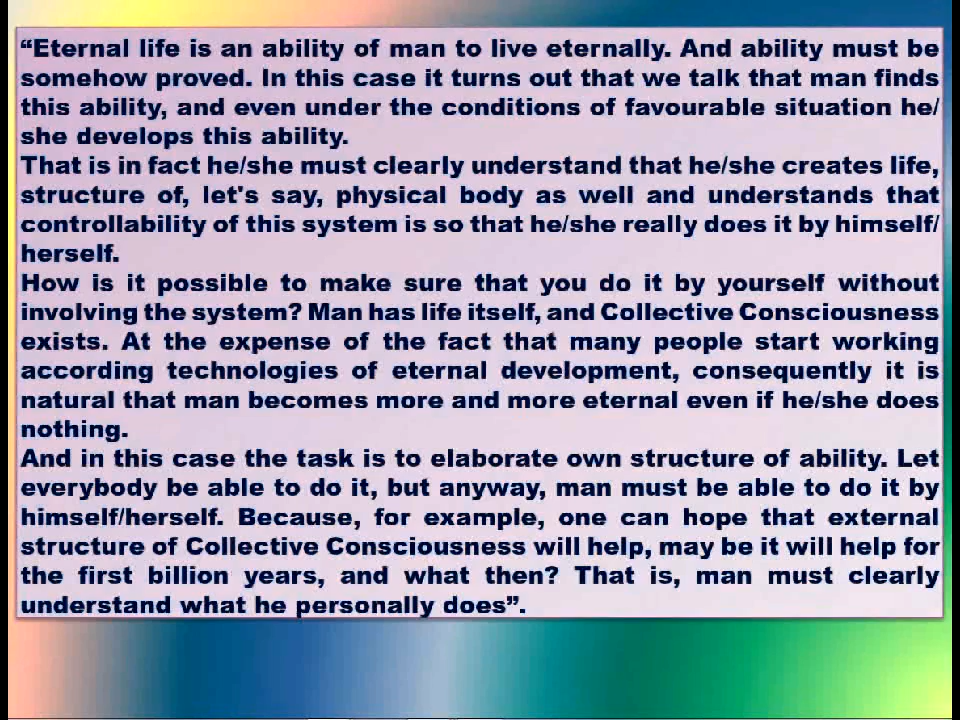 “Eternal life is an ability of man to live eternally. And ability must be
somehow proved. In this case it turns out that we talk that man finds
this ability, and even under the conditions of favourable situation he/
she develops this ability.
That is in fact he/she must clearly understand that he/she creates life,
structure of, let's say, physical body as well and understands that
controllability of this system is so that he/she really does it by himself/
herself.
How is it possible to make sure that you do it by yourself without
involving the system? Man has life itself, and Collective Consciousness
exists. At the expense of the fact that many people start working
according technologies of eternal development, consequently it is
natural that man becomes more and more eternal even if he/she does
nothing.
And in this case the task is to elaborate own structure of ability. Let
everybody be able to do it, but anyway, man must be able to do it by
himself/herself. Because, for example, one can hope that external
structure of Collective Consciousness will help, may be it will help for
the first billion years, and what then? That is, man must clearly
understand what he personally does”.